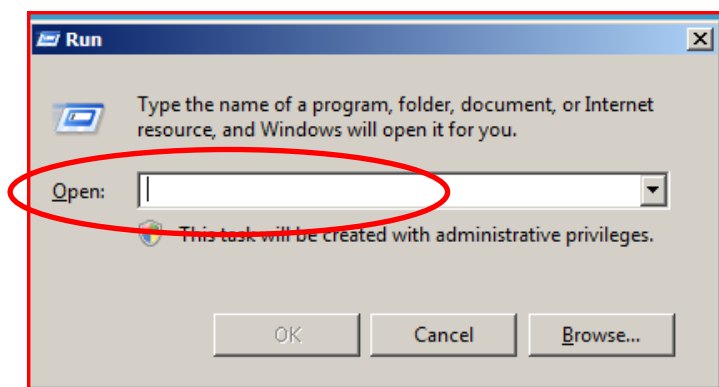 Run
Type the name of a program, folder, document, or Internet
resource, and Windows will open it for you.
Open:
This task will be created with administrative privileges.
OK Cancel Browse...